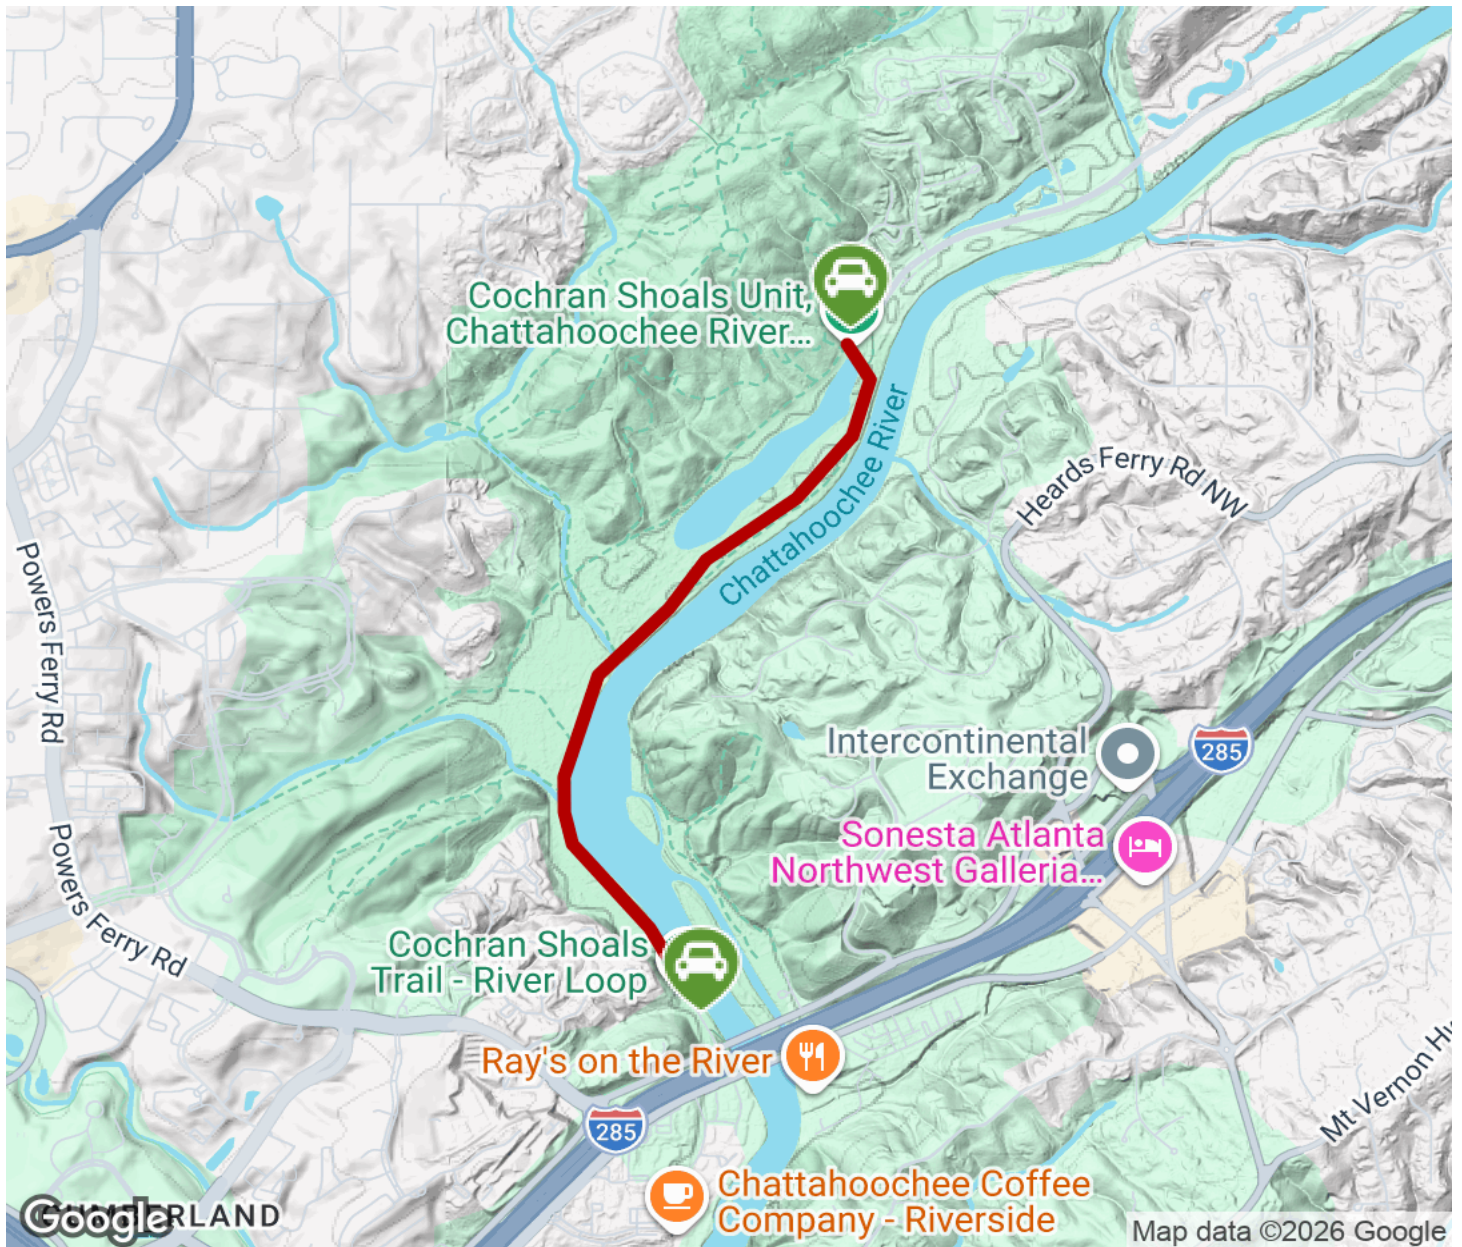 Cochran Shoals Unit,
Chattahoochee River...
Chattahoochee River
Heards Ferry Rd NW
Powers Ferry Rd
Intercontinental
Exchange
285
Sonesta Atlanta
Northwest Galleria...
Powers Ferry Rd
Cochran Shoals
Trail - River Loop
Ray's on the River
285
Mt Vernon Hw
Chattahoochee Coffee
Company - Riverside
CUMBERLAND
Google
Map data ©2026 Google